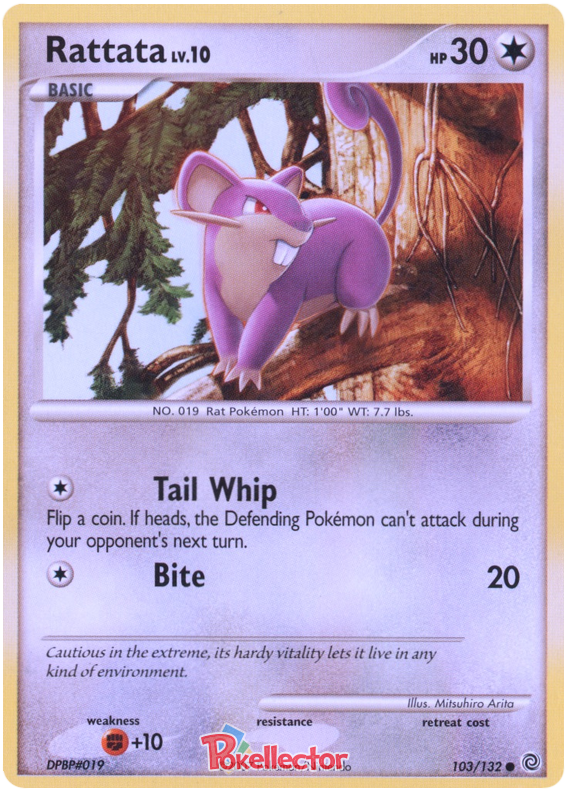 Rattata LV.10 HP 30
BASIC
NO. 019 Rat Pokémon HT: 1'00" WT: 7.7 lbs.
Tail Whip
Flip a coin. If heads, the Defending Pokémon can't attack during
your opponent's next turn.
Bite 20
Cautious in the extreme, its hardy vitality lets it live in any
kind of environment.
Illus. Mitsuhiro Arita
weakness resistance retreat cost
+10
DPBP#019 Pokellector 103/132